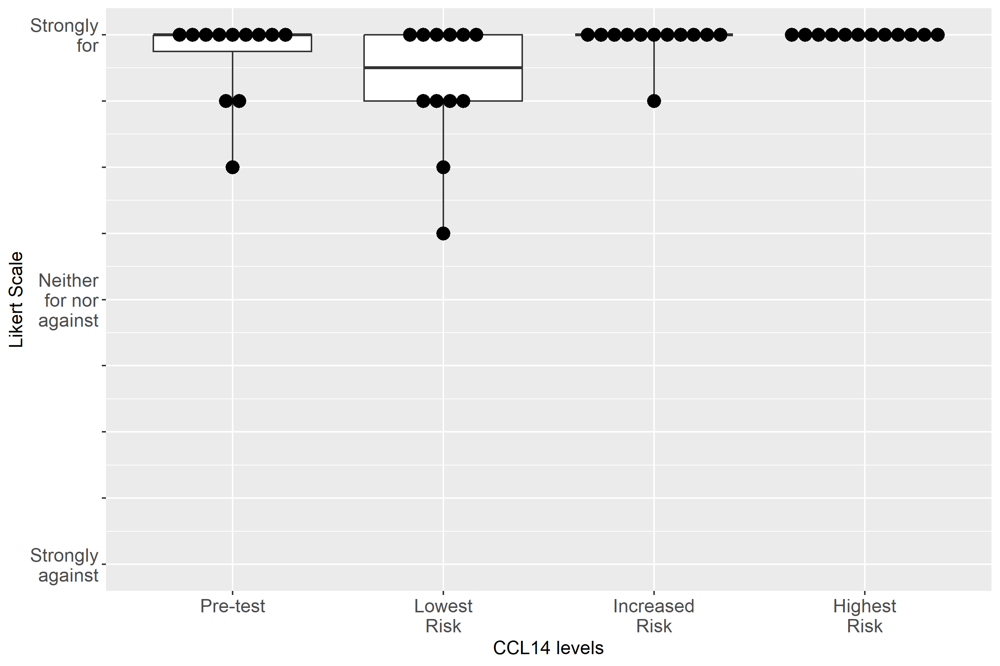 Strongly
for
Neither
for nor
against
Strongly
against
Likert Scale
Pre-test
Lowest
Risk
Increased
Risk
Highest
Risk
CCL14 levels